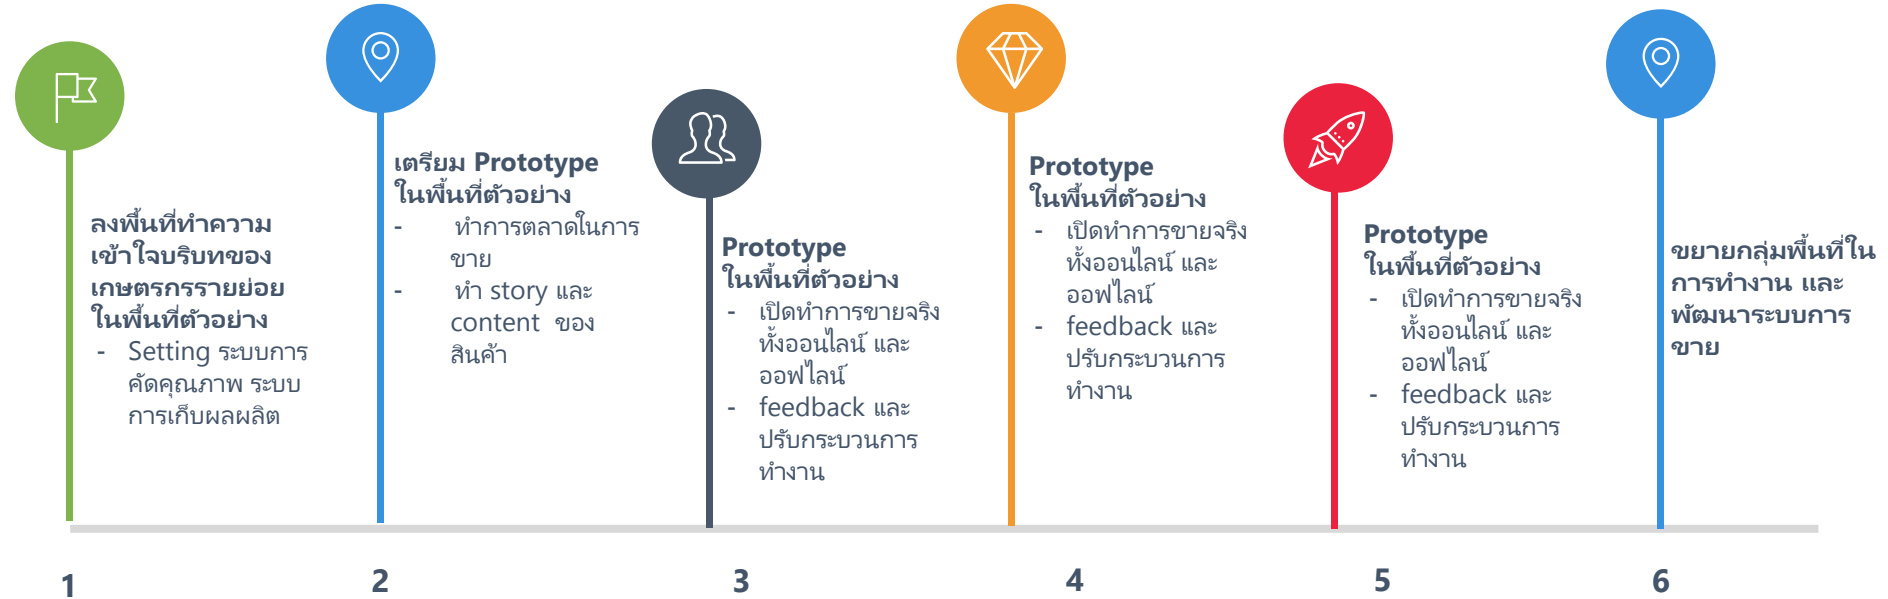 ลงพื้นที่ทำความ
เข้าใจบริบทของ
เกษตรกรรายย่อย
ในพื้นที่ตัวอย่าง
- Setting ระบบการ
คัดคุณภาพ ระบบ
การเก็บผลผลิต
เตรียม Prototype
ในพื้นที่ตัวอย่าง
- ทำการตลาดในการ
ขาย
- ทำ story และ
content ของ
สินค้า
Prototype
ในพื้นที่ตัวอย่าง
- เปิดทำการขายจริง
ทั้งออนไลน์ และ
ออฟไลน์
- feedback และ
ปรับกระบวนการ
ทำงาน
Prototype
ในพื้นที่ตัวอย่าง
- เปิดทำการขายจริง
ทั้งออนไลน์ และ
ออฟไลน์
- feedback และ
ปรับกระบวนการ
ทำงาน
Prototype
ในพื้นที่ตัวอย่าง
- เปิดทำการขายจริง
ทั้งออนไลน์ และ
ออฟไลน์
- feedback และ
ปรับกระบวนการ
ทำงาน
ขยายกลุ่มพื้นที่ใน
การทำงาน และ
พัฒนาระบบการ
ขาย
1 2 3 4 5 6